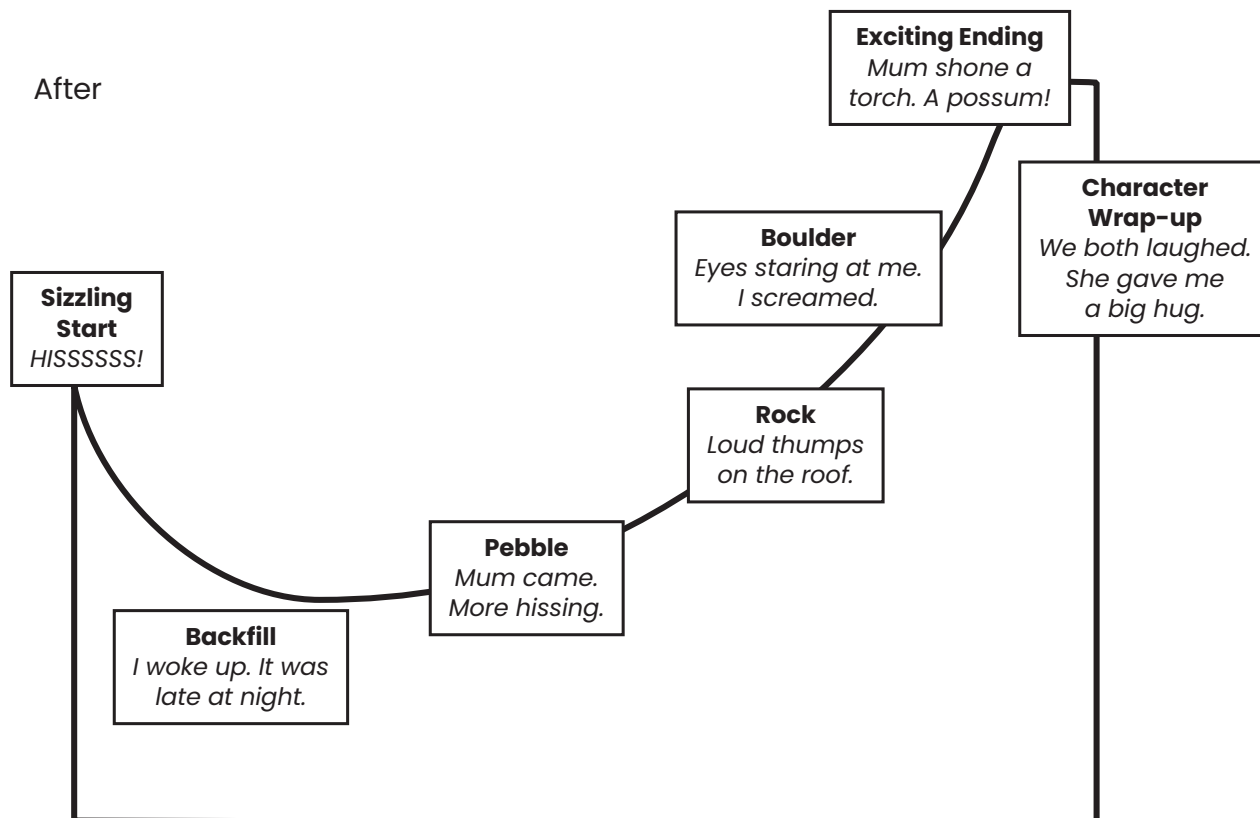 After
Sizzling
Start
HISSSSSS!
Backfill
I woke up. It was
late at night.
Pebble
Mum came.
More hissing.
Rock
Loud thumps
on the roof.
Boulder
Eyes staring at me.
I screamed.
Exciting Ending
Mum shone a
torch. A possum!
Character
Wrap-up
We both laughed.
She gave me
a big hug.